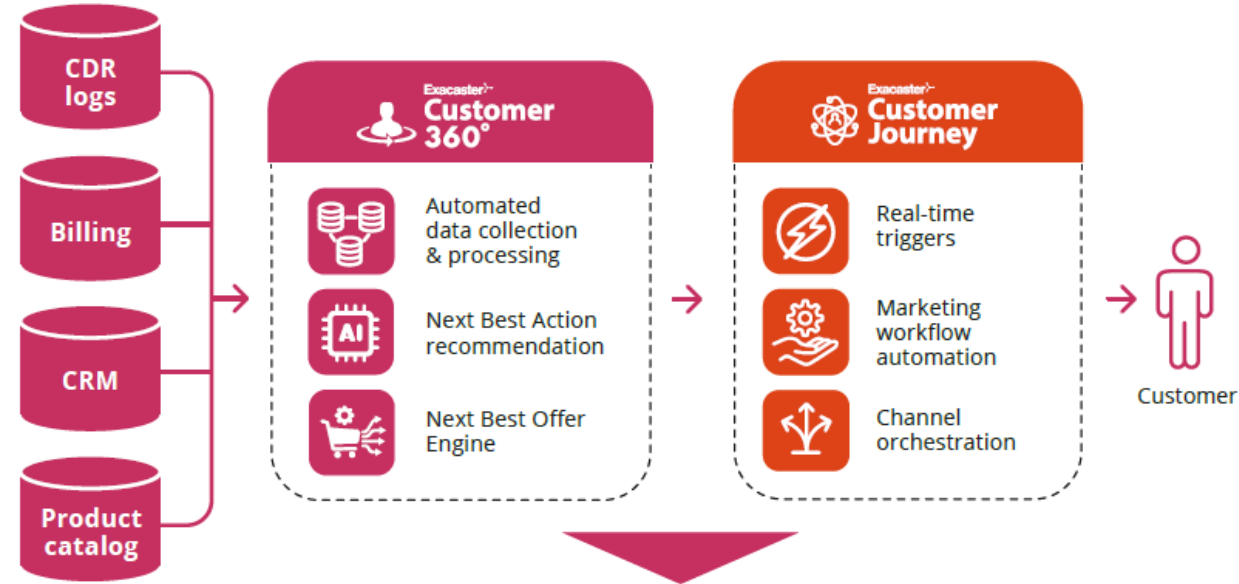 CDR
logs
Billing
CRM
Product
catalog
Exacaster
Customer
360°
Automated
data collection
& processing
AI
Next Best Action
recommendation
Next Best Offer
Engine
Exacaster
Customer
Journey
Real-time
triggers
Marketing
workflow
automation
Channel
orchestration
Customer